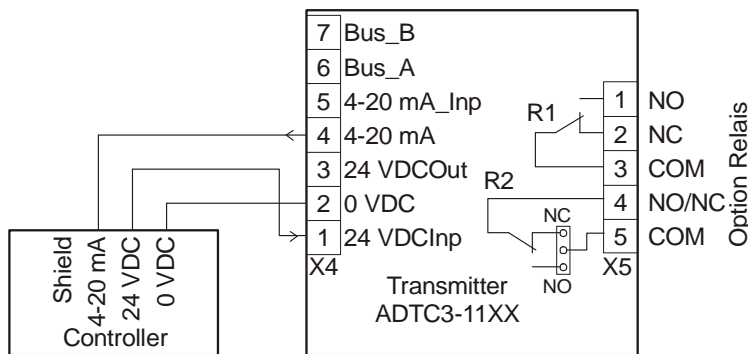 7 Bus_B
6 Bus_A
5 4-20 mA_Inp
4 4-20 mA
3 24 VDCOut
2 0 VDC
1 24 VDCInp
X4
R1
R2
1 NO
2 NC
3 COM
4 NO/NC
5 COM
X5
NC
NO
Option Relais
Transmitter
ADTC3-11XX
Shield
4-20 mA
24 VDC
0 VDC
Controller